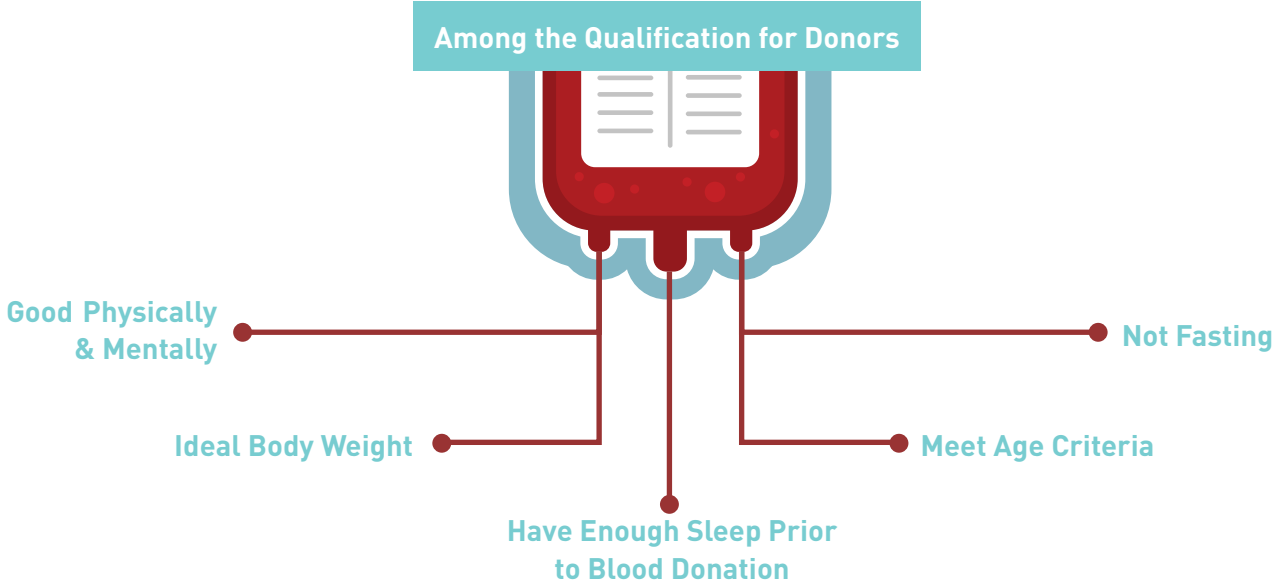 Among the Qualification for Donors
Good Physically
& Mentally
Not Fasting
Ideal Body Weight
Meet Age Criteria
Have Enough Sleep Prior
to Blood Donation